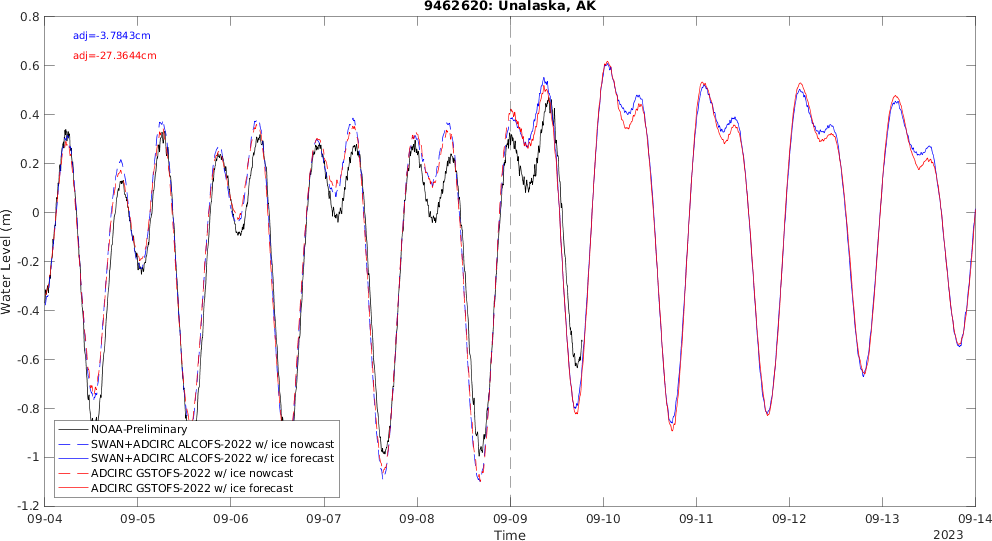 9462620: Unalaska, AK
adj=-3.7843cm
adj=-27.3644cm
Water Level (m)
0.8
0.6
0.4
0.2
0
-0.2
-0.4
-0.6
-0.8
-1
-1.2
NOAA-Preliminary
SWAN+ADCIRC ALCOFS-2022 w/ ice nowcast
SWAN+ADCIRC ALCOFS-2022 w/ ice forecast
ADCIRC GSTOFS-2022 w/ ice nowcast
ADCIRC GSTOFS-2022 w/ ice forecast
09-04 09-05 09-06 09-07 09-08 09-09 09-10 09-11 09-12 09-13 09-14
Time
2023